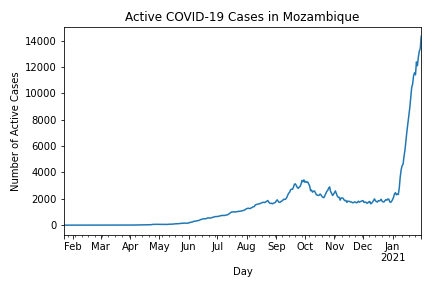 Active COVID-19 Cases in Mozambique
14000
12000
10000
8000
6000
4000
2000
0
Number of Active Cases
Feb Mar Apr May Jun Jul Aug Sep Oct Nov Dec Jan
2021
Day